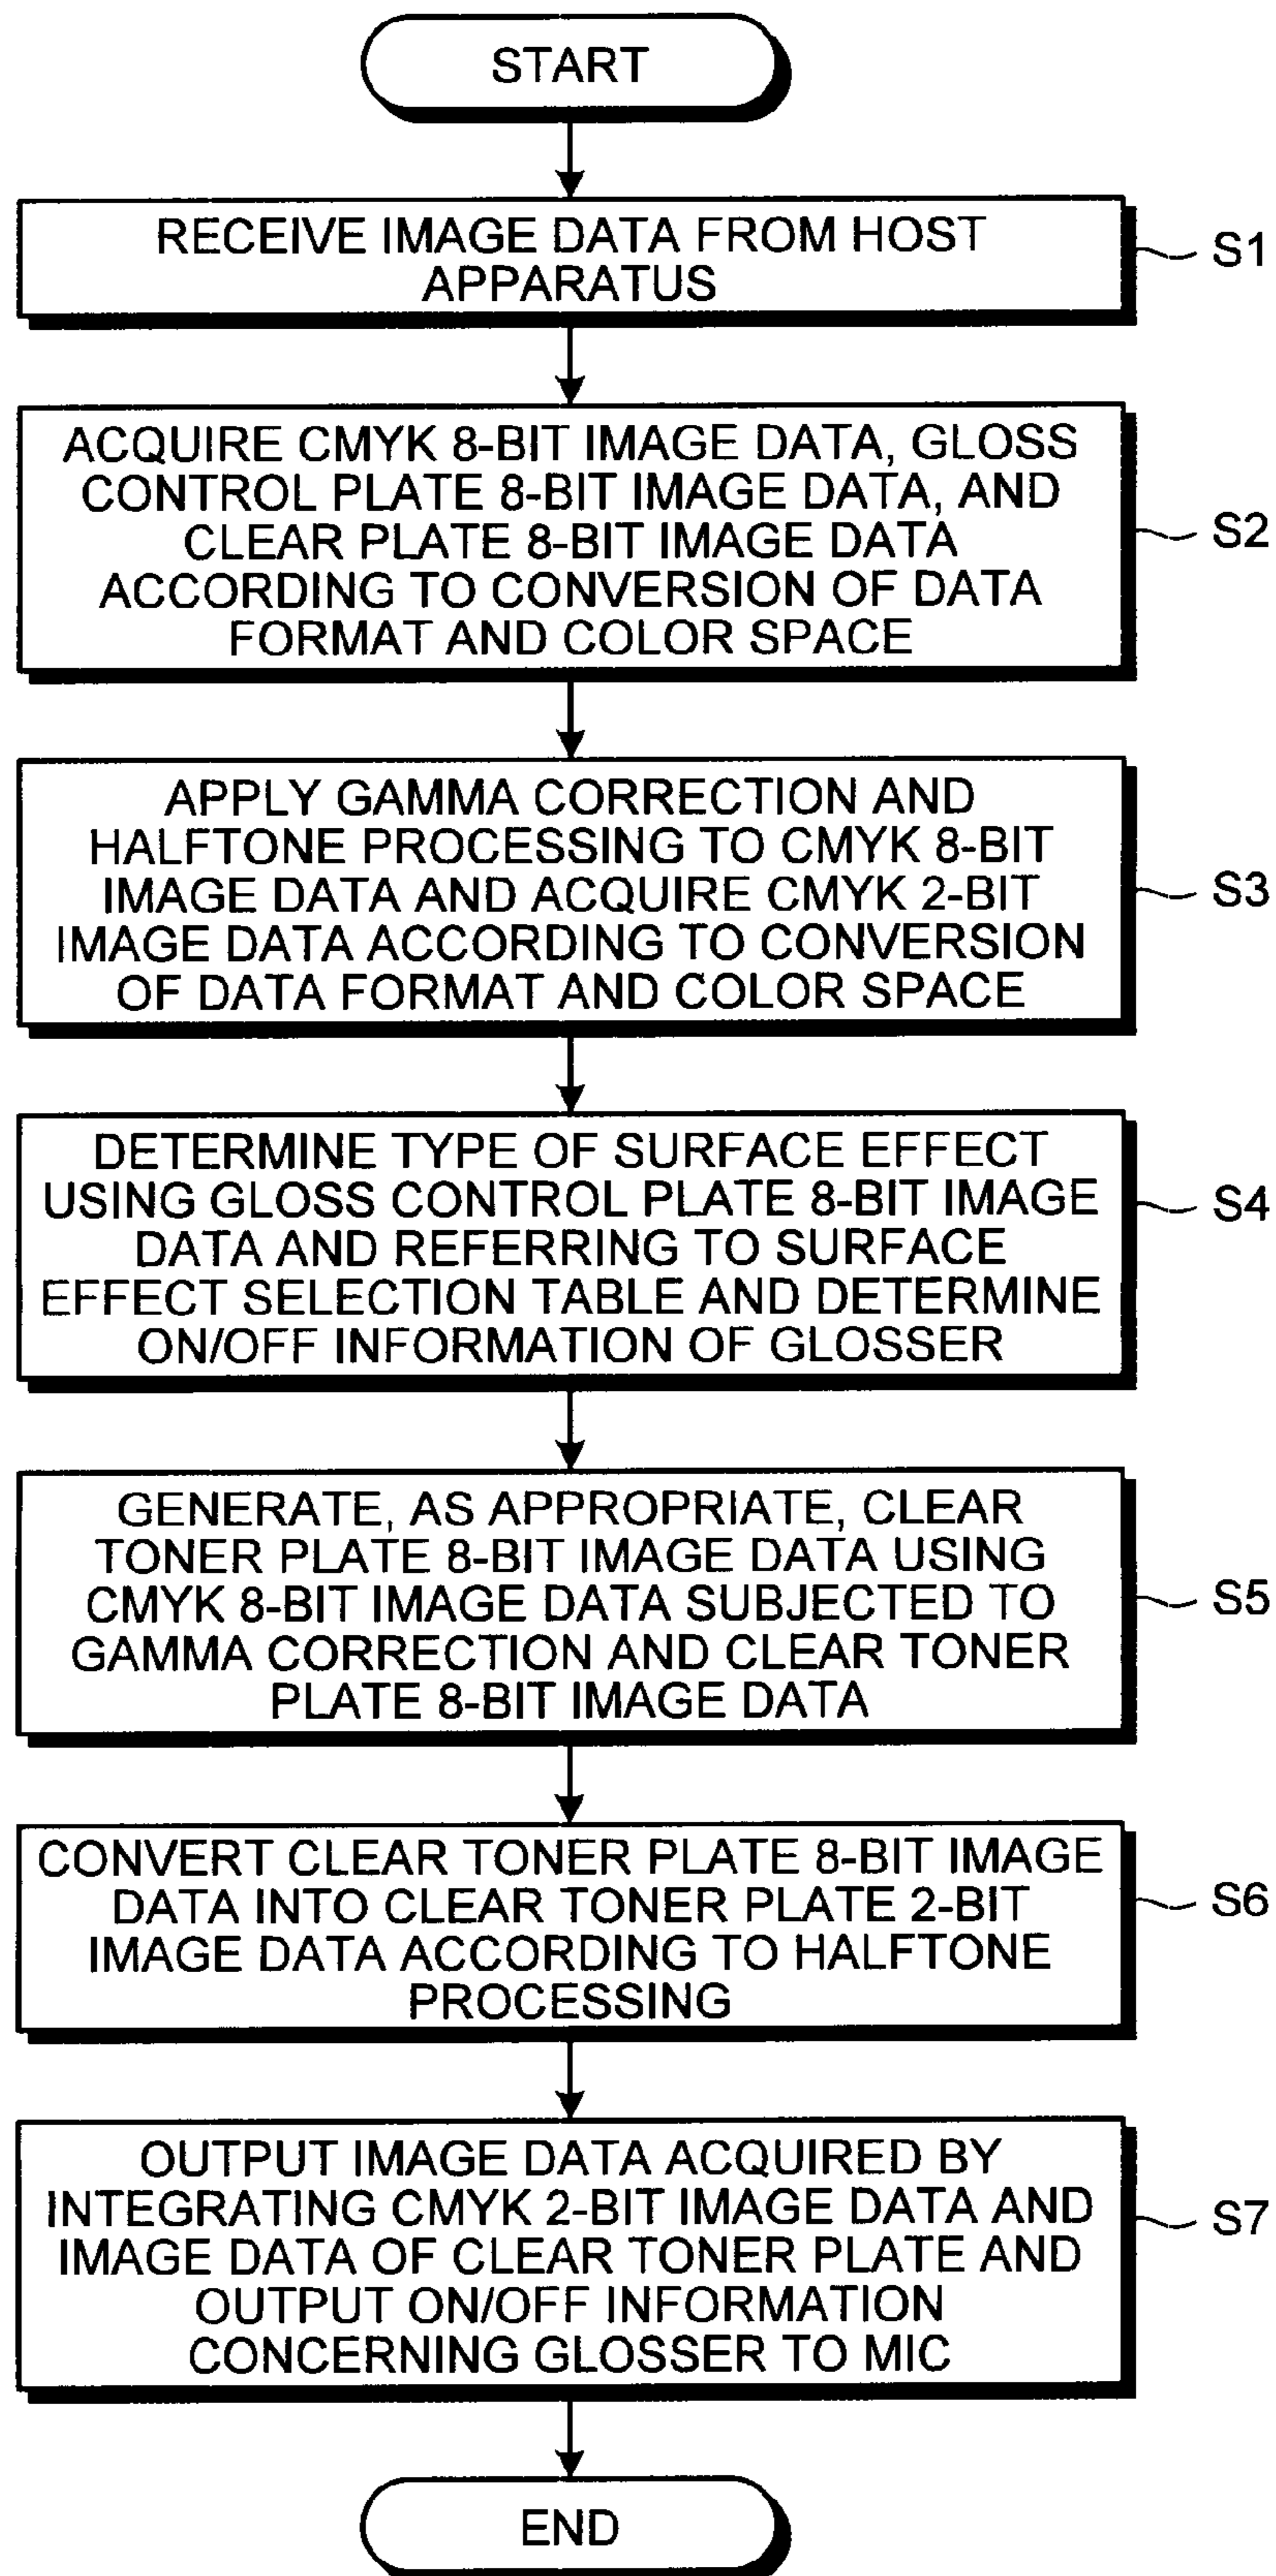 START
RECEIVE IMAGE DATA FROM HOST
APPARATUS
S1
ACQUIRE CMYK 8-BIT IMAGE DATA, GLOSS
CONTROL PLATE 8-BIT IMAGE DATA, AND
CLEAR PLATE 8-BIT IMAGE DATA
ACCORDING TO CONVERSION OF DATA
FORMAT AND COLOR SPACE
S2
APPLY GAMMA CORRECTION AND
HALFTONE PROCESSING TO CMYK 8-BIT
IMAGE DATA AND ACQUIRE CMYK 2-BIT
IMAGE DATA ACCORDING TO CONVERSION
OF DATA FORMAT AND COLOR SPACE
S3
DETERMINE TYPE OF SURFACE EFFECT
USING GLOSS CONTROL PLATE 8-BIT IMAGE
DATA AND REFERRING TO SURFACE
EFFECT SELECTION TABLE AND DETERMINE
ON/OFF INFORMATION OF GLOSSER
S4
GENERATE, AS APPROPRIATE, CLEAR
TONER PLATE 8-BIT IMAGE DATA USING
CMYK 8-BIT IMAGE DATA SUBJECTED TO
GAMMA CORRECTION AND CLEAR TONER
PLATE 8-BIT IMAGE DATA
S5
CONVERT CLEAR TONER PLATE 8-BIT IMAGE
DATA INTO CLEAR TONER PLATE 2-BIT
IMAGE DATA ACCORDING TO HALFTONE
PROCESSING
S6
OUTPUT IMAGE DATA ACQUIRED BY
INTEGRATING CMYK 2-BIT IMAGE DATA AND
IMAGE DATA OF CLEAR TONER PLATE AND
OUTPUT ON/OFF INFORMATION
CONCERNING GLOSSER TO MIC
S7
END